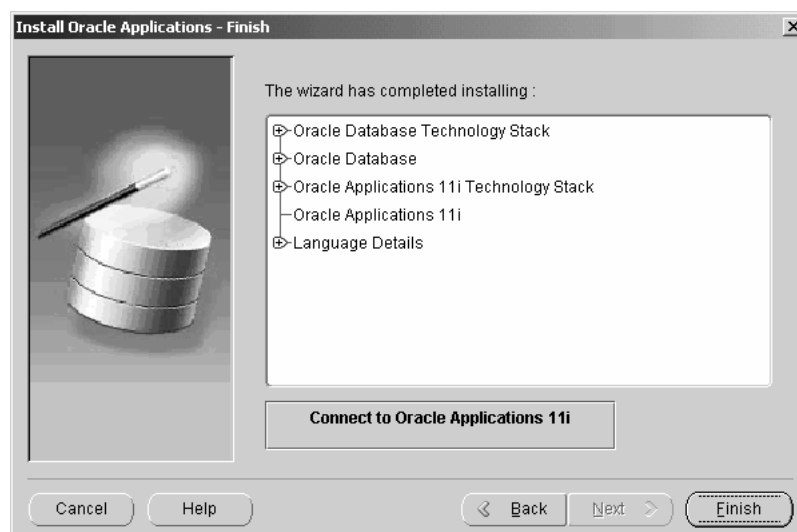 Install Oracle Applications - Finish
The wizard has completed installing :
Oracle Database Technology Stack
Oracle Database
Oracle Applications 11i Technology Stack
Oracle Applications 11i
Language Details
Connect to Oracle Applications 11i
Cancel
Help
Back
Next
Finish